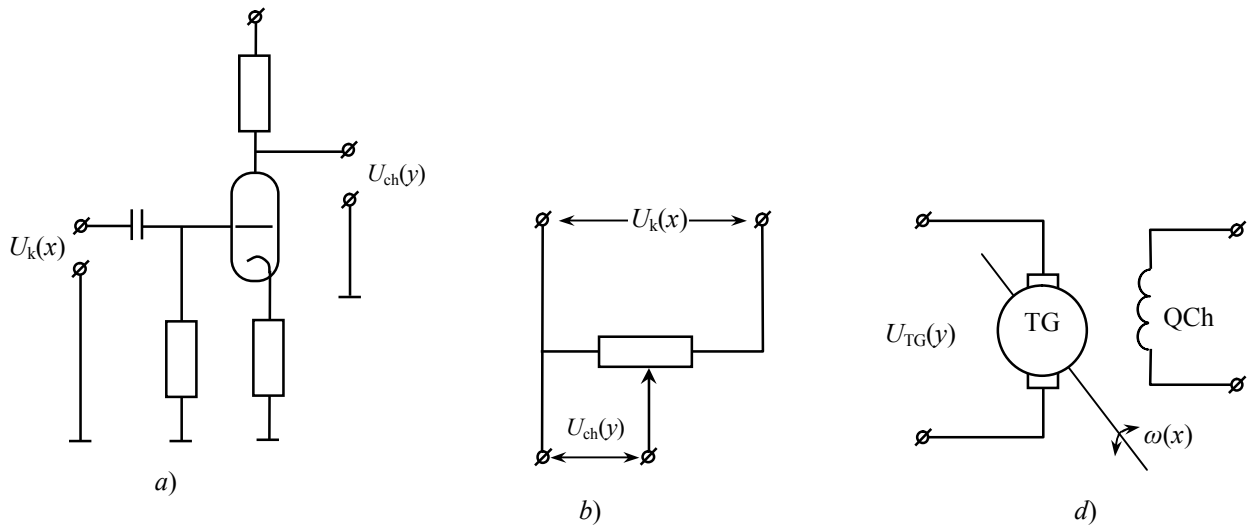 U_ch(y)
U_k(x)
a)
U_k(x)
U_ch(y)
b)
TG
QCh
U_TG(y)
ω(x)
d)